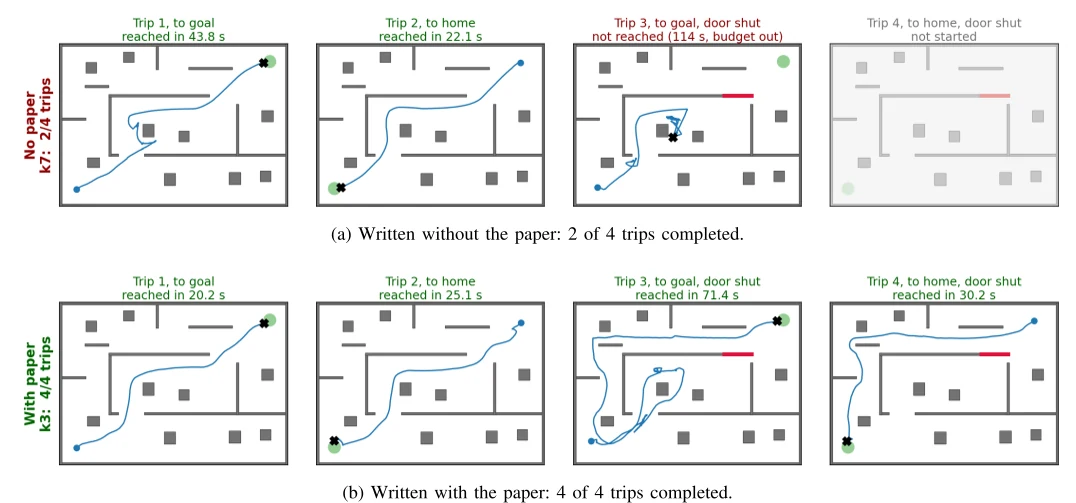 Trip 1, to goal
reached in 43.8 s
Trip 2, to home
reached in 22.1 s
Trip 3, to goal, door shut
not reached (114 s, budget out)
Trip 4, to home, door shut
not started
No paper
k7: 2/4 trips
(a) Written without the paper: 2 of 4 trips completed.
Trip 1, to goal
reached in 20.2 s
Trip 2, to home
reached in 25.1 s
Trip 3, to goal, door shut
reached in 71.4 s
Trip 4, to home, door shut
reached in 30.2 s
With paper
k3: 4/4 trips
(b) Written with the paper: 4 of 4 trips completed.